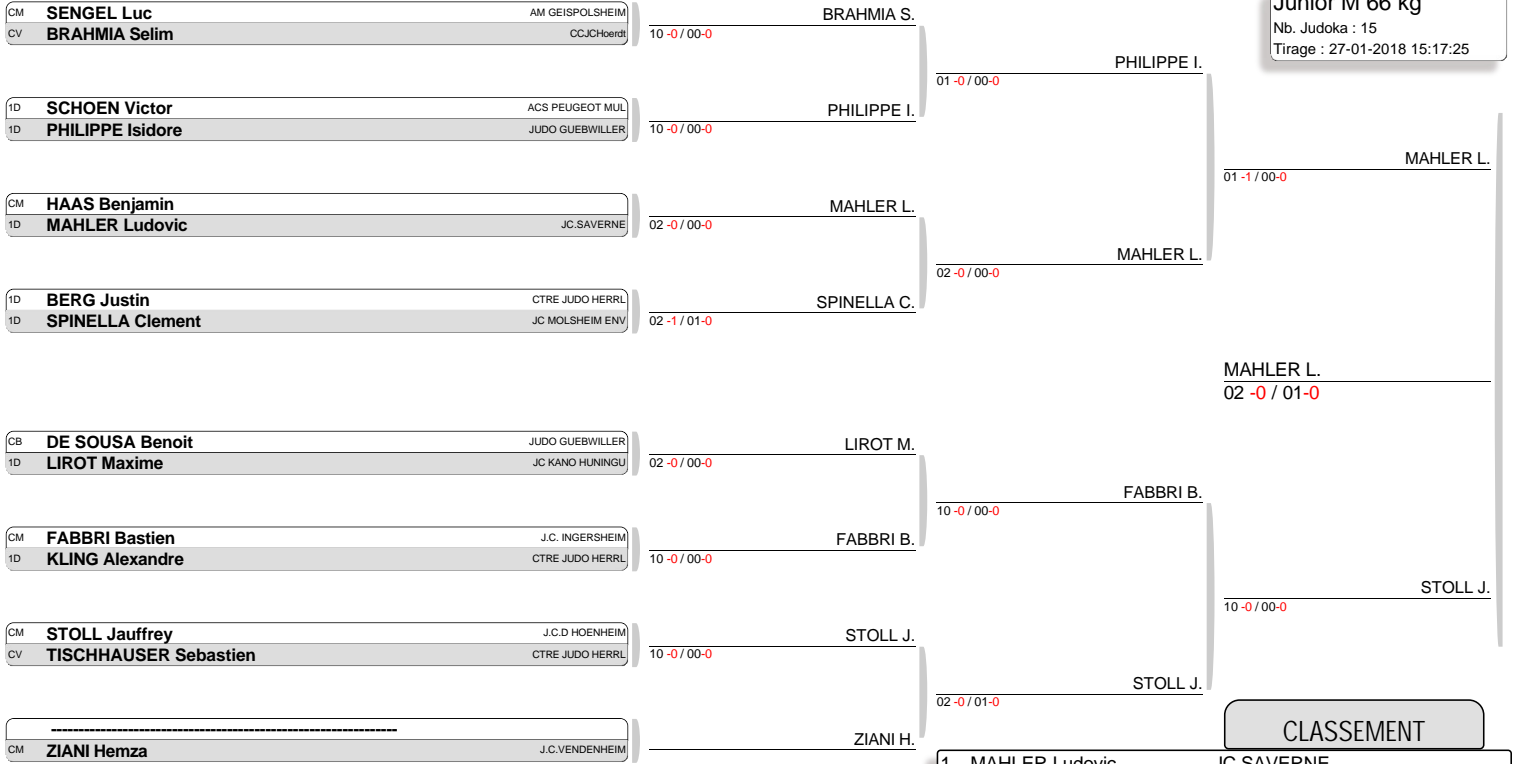 Junior M 66 kg
Nb. Judoka : 15
Tirage : 27-01-2018 15:17:25
CM SENGEL Luc AM GEISPOLSHEIM
CV BRAHMIA Selim CCJCHoerdt
BRAHMIA S.
10 -0 / 00-0
PHILIPPE I.
01 -0 / 00-0
1D SCHOEN Victor ACS PEUGEOT MUL
1D PHILIPPE Isidore JUDO GUEBWILLER
PHILIPPE I.
10 -0 / 00-0
MAHLER L.
01 -1 / 00-0
CM HAAS Benjamin
1D MAHLER Ludovic JC.SAVERNE
MAHLER L.
02 -0 / 00-0
MAHLER L.
02 -0 / 00-0
1D BERG Justin CTRE JUDO HERRL
1D SPINELLA Clement JC MOLSHEIM ENV
SPINELLA C.
02 -1 / 01-0
MAHLER L.
02 -0 / 01-0
CB DE SOUSA Benoit JUDO GUEBWILLER
1D LIROT Maxime JC KANO HUNINGU
LIROT M.
02 -0 / 00-0
FABBRI B.
10 -0 / 00-0
CM FABBRI Bastien J.C. INGERSHEIM
1D KLING Alexandre CTRE JUDO HERRL
FABBRI B.
10 -0 / 00-0
STOLL J.
10 -0 / 00-0
CM STOLL Jauffrey J.C.D HOENHEIM
CV TISCHHAUSER Sebastien CTRE JUDO HERRL
STOLL J.
10 -0 / 00-0
STOLL J.
02 -0 / 01-0
---------------------------------------------------------------
CM ZIANI Hemza J.C.VENDENHEIM
ZIANI H.
CLASSEMENT
1 MAHLER Ludovic JC.SAVERNE